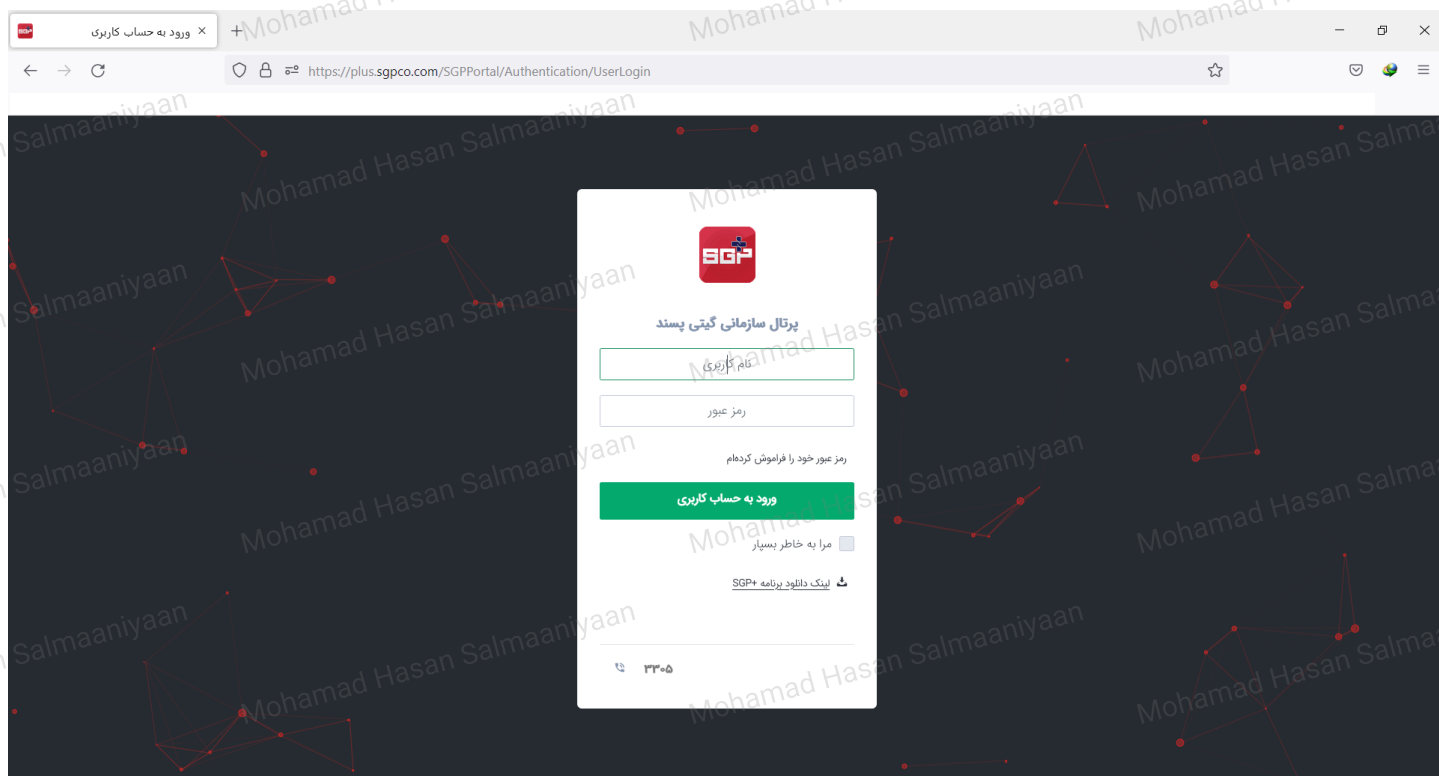 ورود به حساب کاربری
https://plus.sgpco.com/SGPPortal/Authentication/UserLogin
SGP
پرتال سازمانی گیتی پسند
نام کاربری
رمز عبور
رمز عبور خود را فراموش کرده‌ام
ورود به حساب کاربری
مرا به خاطر بسپار
لینک دانلود برنامه +SGP
۳۳۰۵
Mohamad Hasan Salmaaniyaan